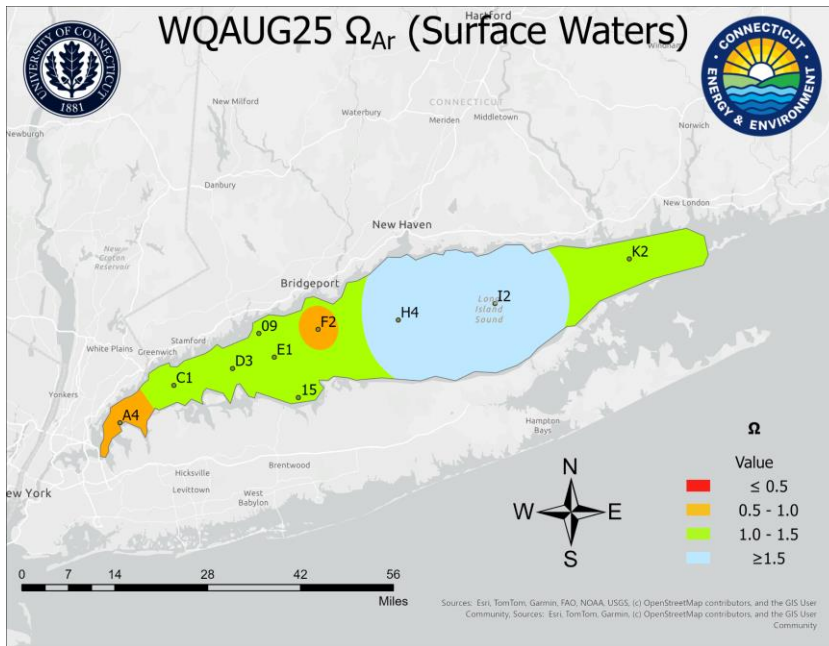 WQAUG25 Ω_Ar (Surface Waters)
UNIVERSITY OF CONNECTICUT
1881
CONNECTICUT
ENERGY & ENVIRONMENT
Hartford
New Milford
Waterbury
CONNECTICUT
Meriden
Middletown
Newburgh
Norwich
Danbury
New London
New Haven
New Croton Reservoir
K2
Bridgeport
I2
Long Island Sound
H4
09
F2
Stamford
White Plains
Greenwich
E1
D3
C1
15
Yonkers
A4
Hampton Bays
Hicksville
Brentwood
Levittown
West Babylon
ew York
N
W
E
S
Ω
Value
≤ 0.5
0.5 - 1.0
1.0 - 1.5
≥1.5
0 7 14 28 42 56
Miles
Sources: Esri, TomTom, Garmin, FAO, NOAA, USGS, (c) OpenStreetMap contributors, and the GIS User
Community, Sources: Esri, TomTom, Garmin, (c) OpenStreetMap contributors, and the GIS User
Community